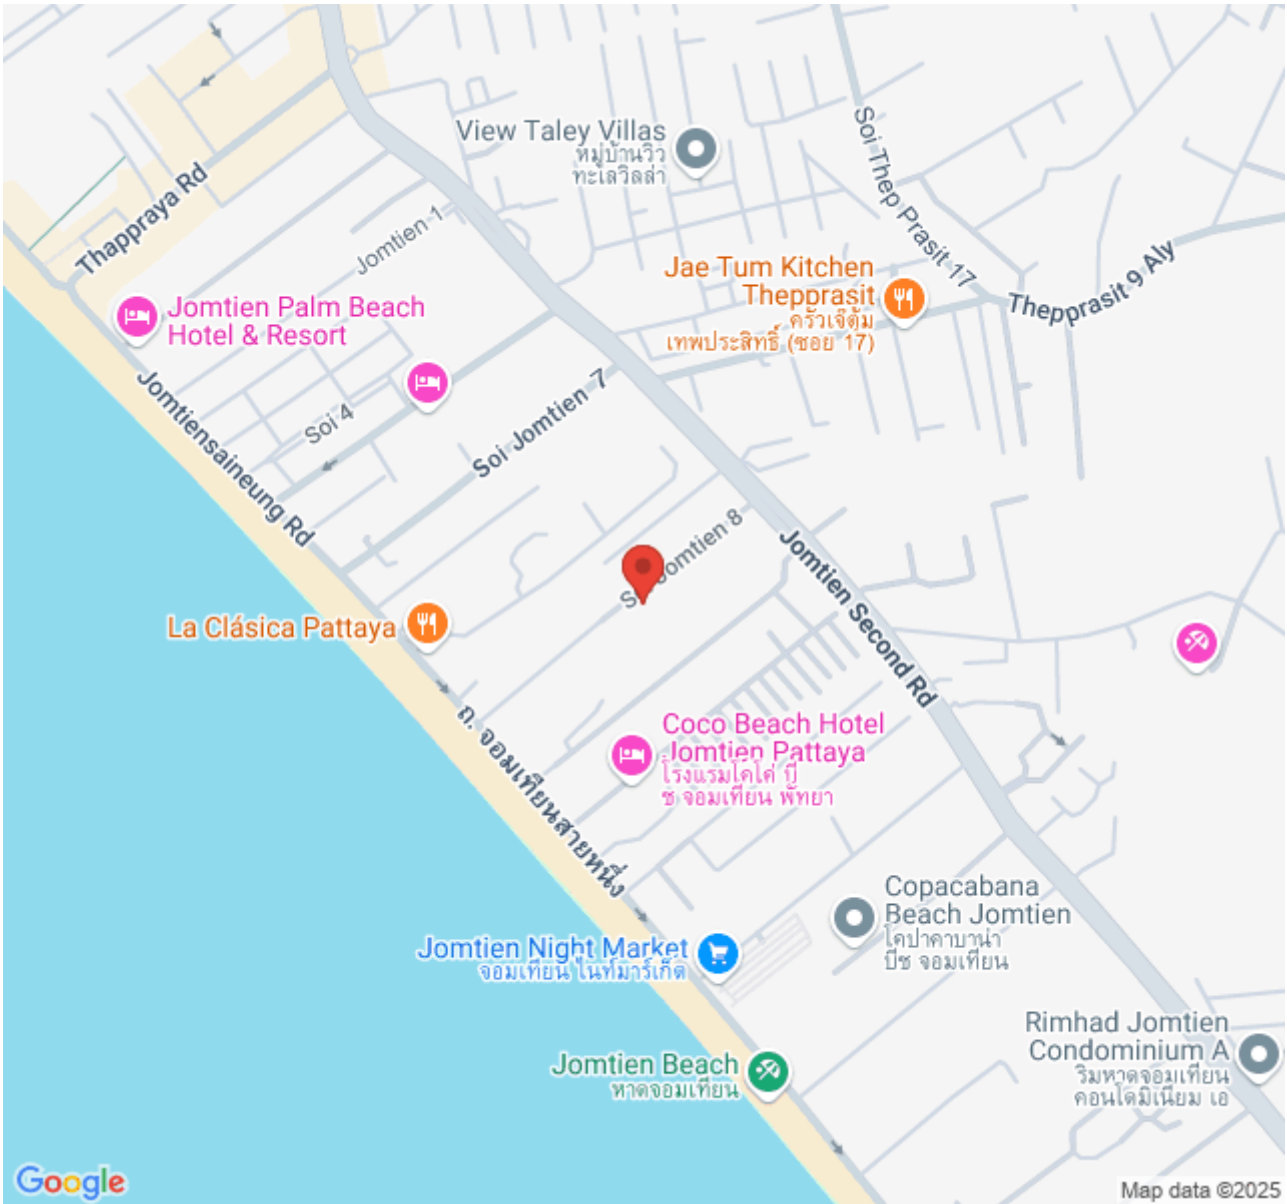 View Taley Villas
หมู่บ้านวิว
ทะเลวิลล่า
Soi Thep Prasit 17
Thappraya Rd
Jomtien 1
Jae Tum Kitchen
Thepprasit
ครัวเจ๊ตุ้ม
เทพประสิทธิ์ (ซอย 17)
Thepprasit 9 Aly
Jomtien Palm Beach
Hotel & Resort
Jomtiensaineung Rd
Soi 4
Soi Jomtien 7
Jomtien 8
Jomtien Second Rd
La Clásica Pattaya
ถ. จอมเทียนสายหนึ่ง
Coco Beach Hotel
Jomtien Pattaya
โรงแรมโคโค่ บี
ช จอมเทียน พัทยา
Copacabana
Beach Jomtien
โคปาคาบาน่า
บีช จอมเทียน
Jomtien Night Market
จอมเทียน ไนท์มาร์เก็ต
Rimhad Jomtien
Condominium A
ริมหาดจอมเทียน
คอนโดมิเนียม เอ
Jomtien Beach
หาดจอมเทียน
Google
Map data ©2025